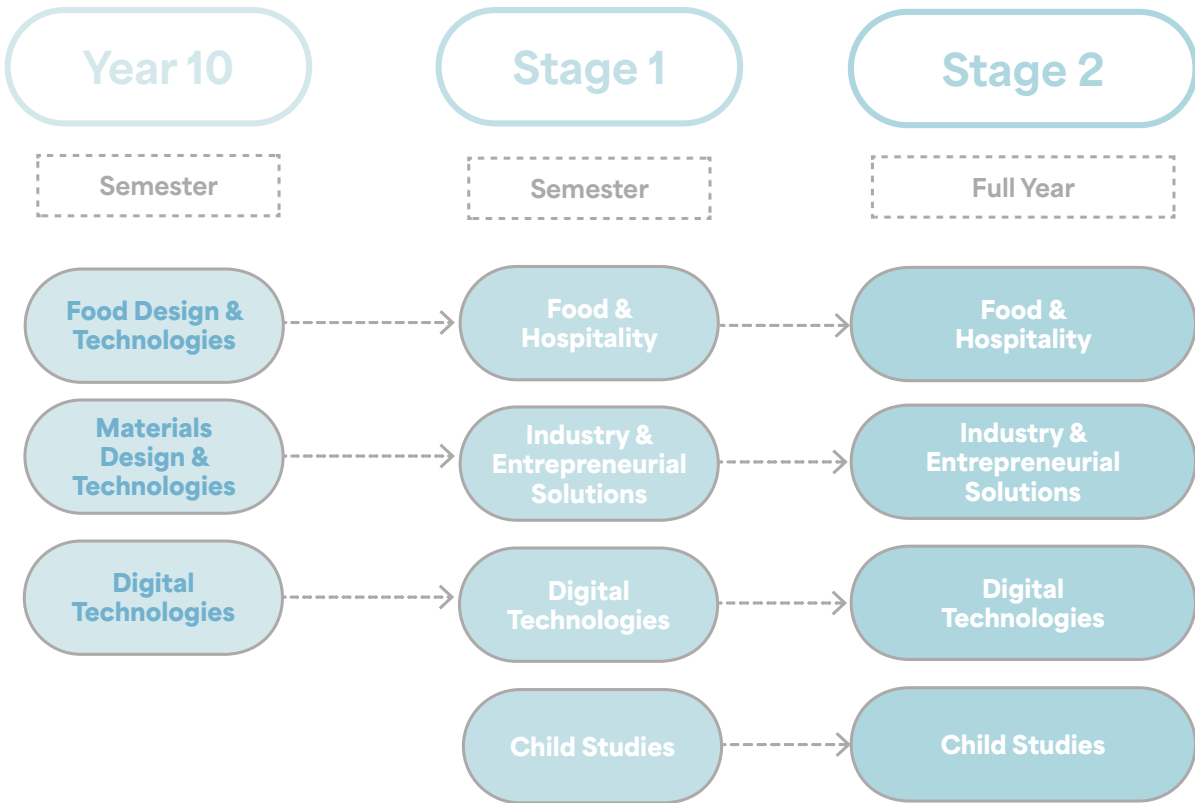 Year 10
Stage 1
Stage 2
Semester
Semester
Full Year
Food Design &
Technologies
Food &
Hospitality
Food &
Hospitality
Materials
Design &
Technologies
Industry &
Entrepreneurial
Solutions
Industry &
Entrepreneurial
Solutions
Digital
Technologies
Digital
Technologies
Digital
Technologies
Child Studies
Child Studies